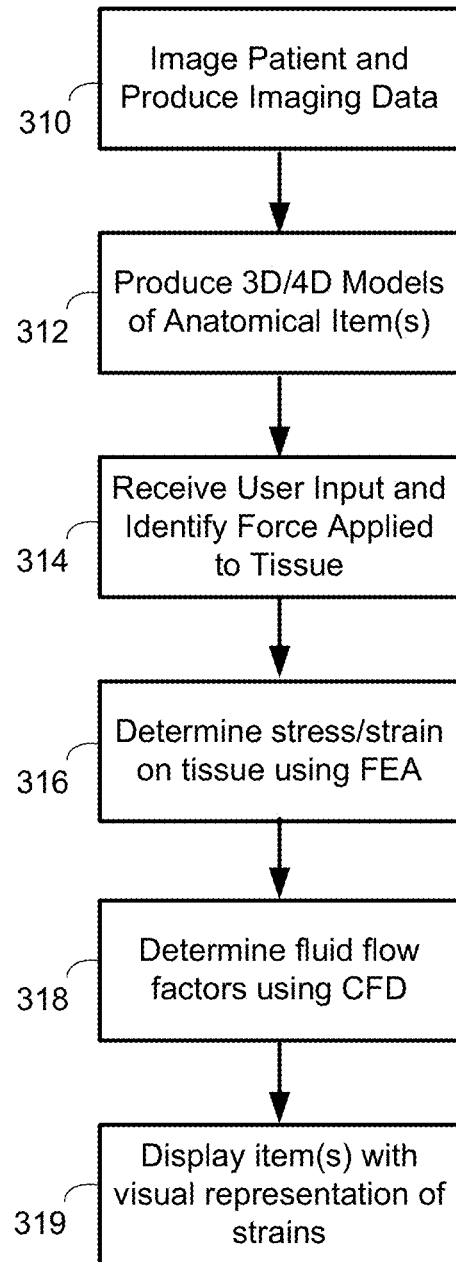 Image Patient and
Produce Imaging Data
310
Produce 3D/4D Models
of Anatomical Item(s)
312
Receive User Input and
Identify Force Applied
to Tissue
314
Determine stress/strain
on tissue using FEA
316
Determine fluid flow
factors using CFD
318
Display item(s) with
visual representation of
strains
319